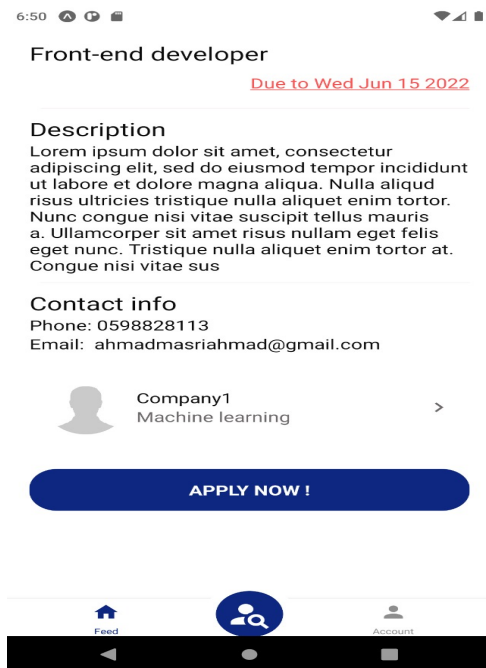 6:50
Front-end developer
Due to Wed Jun 15 2022
Description
Lorem ipsum dolor sit amet, consectetur
adipiscing elit, sed do eiusmod tempor incididunt
ut labore et dolore magna aliqua. Nulla aliqud
risus ultricies tristique nulla aliquet enim tortor.
Nunc congue nisi vitae suscipit tellus mauris
a. Ullamcorper sit amet risus nullam eget felis
eget nunc. Tristique nulla aliquet enim tortor at.
Congue nisi vitae sus
Contact info
Phone: 0598828113
Email:  ahmadmasriahmad@gmail.com
Company1
Machine learning
APPLY NOW !
Feed
Account